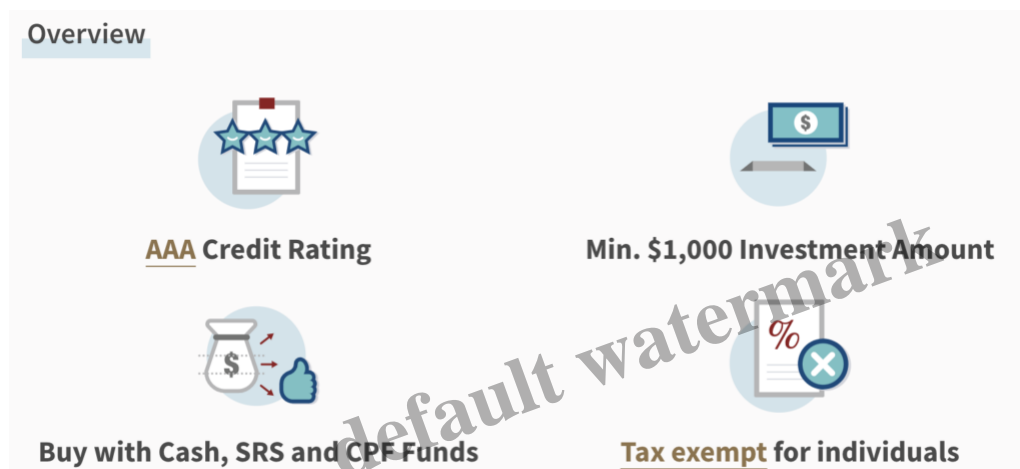 Overview
$
AAA Credit Rating
Min. $1,000 Investment Amount
$
%
Buy with Cash, SRS and CPF Funds
Tax exempt for individuals
default watermark